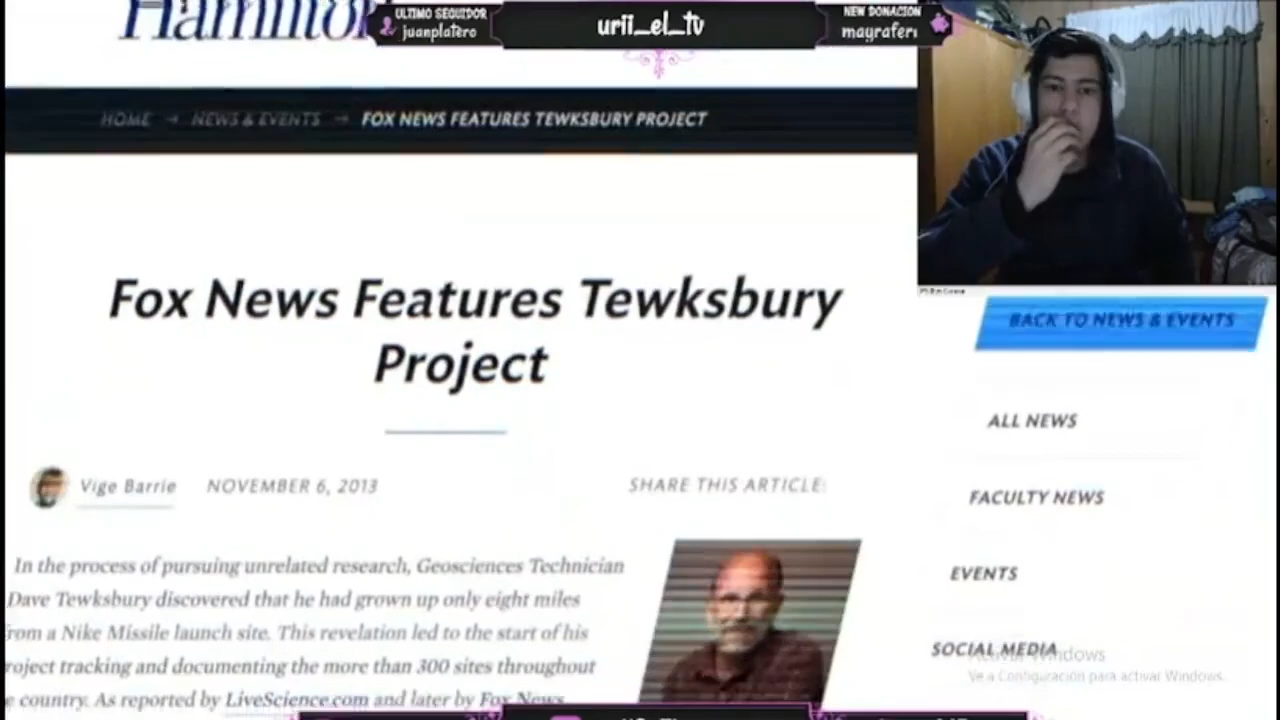 Hamilton
ULTIMO SEGUIDOR
juanplatero
urii_el_tv
NEW DONACION
mayrafer
HOME → NEWS & EVENTS → FOX NEWS FEATURES TEWKSBURY PROJECT
Fox News Features Tewksbury
Project
Vige Barrie NOVEMBER 6, 2013
SHARE THIS ARTICLE:
In the process of pursuing unrelated research, Geosciences Technician
Dave Tewksbury discovered that he had grown up only eight miles
from a Nike Missile launch site. This revelation led to the start of his
roject tracking and documenting the more than 300 sites throughout
e country. As reported by LiveScience.com and later by Fox News
BACK TO NEWS & EVENTS
ALL NEWS
FACULTY NEWS
EVENTS
SOCIAL MEDIA
Activar Windows
Ve a Configuración para activar Windows.